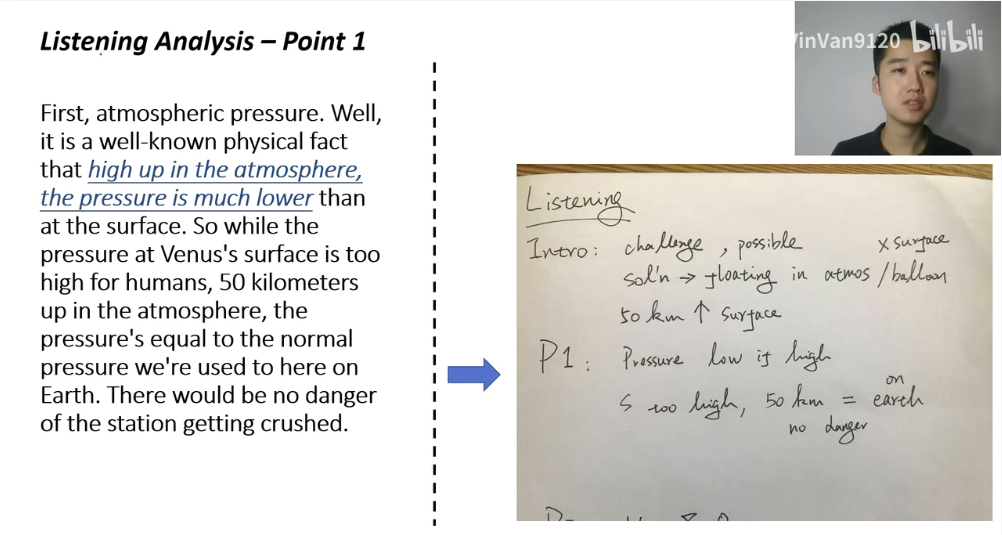 Listening Analysis – Point 1
First, atmospheric pressure. Well,
it is a well-known physical fact
that high up in the atmosphere,
the pressure is much lower than
at the surface. So while the
pressure at Venus's surface is too
high for humans, 50 kilometers
up in the atmosphere, the
pressure's equal to the normal
pressure we're used to here on
Earth. There would be no danger
of the station getting crushed.
inVan9120 bilibili
Listening
Intro: challenge, possible x surface
sol'n → floating in atmos / balloon
50 km ↑ surface
P1: Pressure low if high
on
S too high, 50 km = earth
no danger